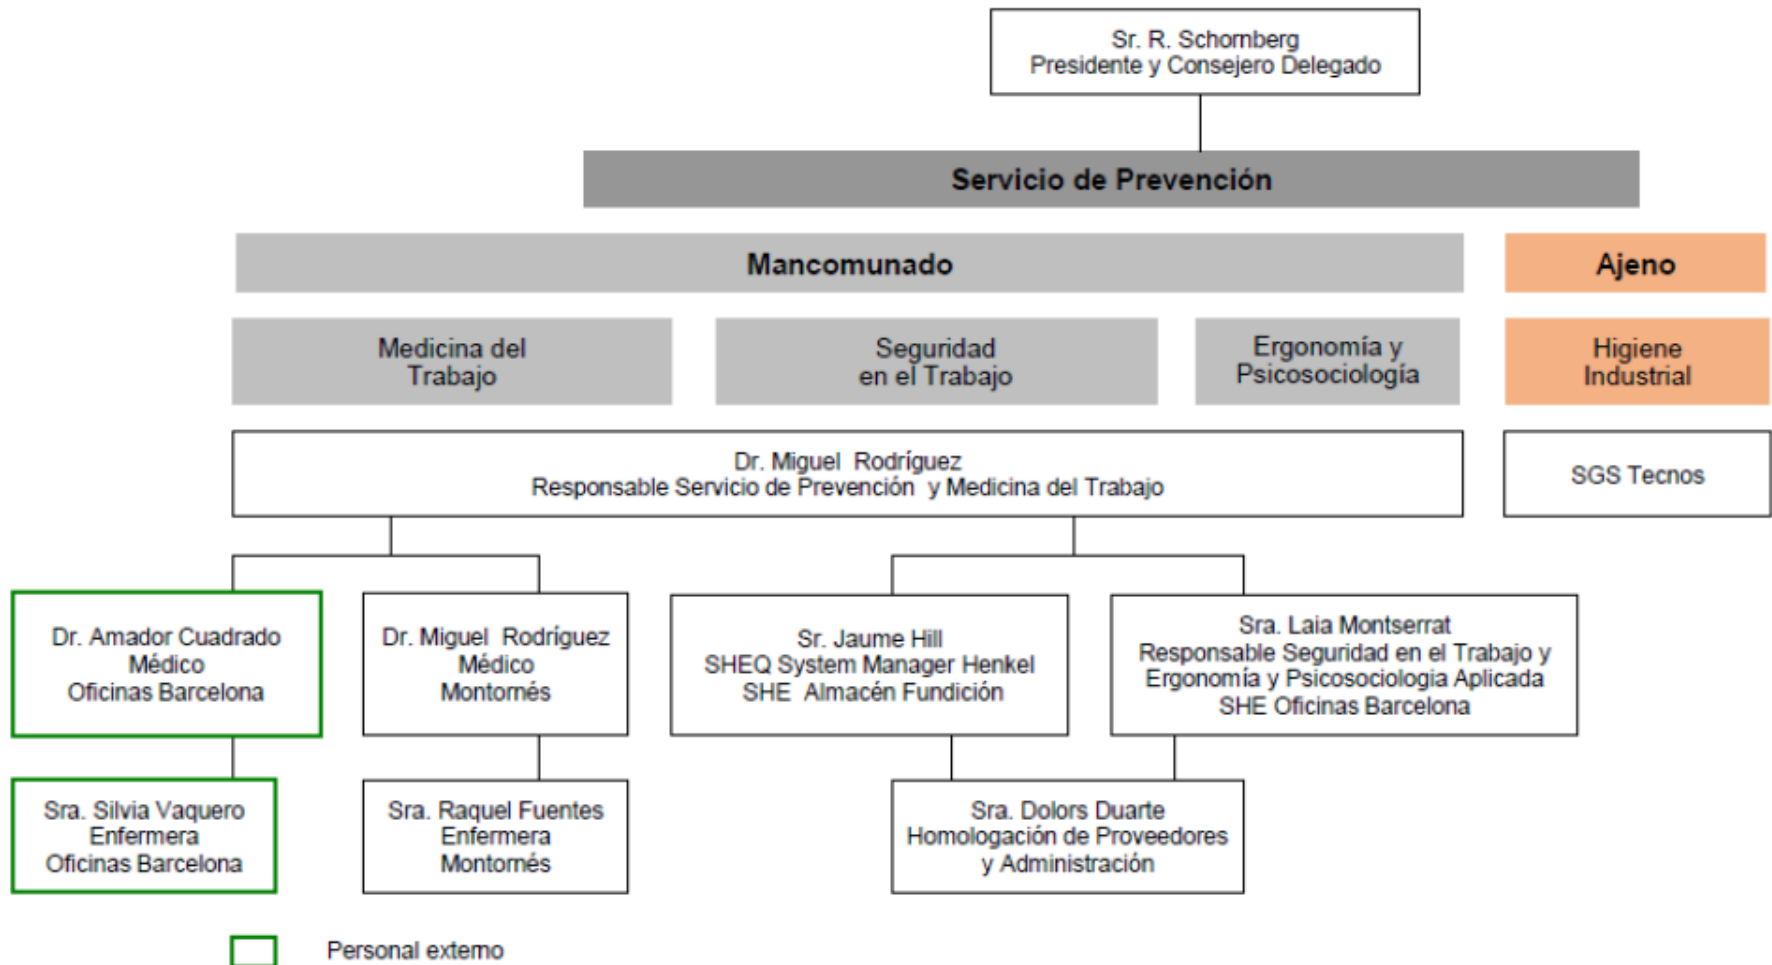 Sr. R. Schornberg
Presidente y Consejero Delegado
Servicio de Prevención
Mancomunado
Ajeno
Medicina del
Trabajo
Seguridad
en el Trabajo
Ergonomía y
Psicosociología
Higiene
Industrial
Dr. Miguel Rodríguez
Responsable Servicio de Prevención y Medicina del Trabajo
SGS Tecnos
Dr. Amador Cuadrado
Médico
Oficinas Barcelona
Dr. Miguel Rodríguez
Médico
Montornés
Sr. Jaume Hill
SHEQ System Manager Henkel
SHE Almacén Fundición
Sra. Laia Montserrat
Responsable Seguridad en el Trabajo y
Ergonomía y Psicosociologia Aplicada
SHE Oficinas Barcelona
Sra. Silvia Vaquero
Enfermera
Oficinas Barcelona
Sra. Raquel Fuentes
Enfermera
Montornés
Sra. Dolors Duarte
Homologación de Proveedores
y Administración
Personal externo